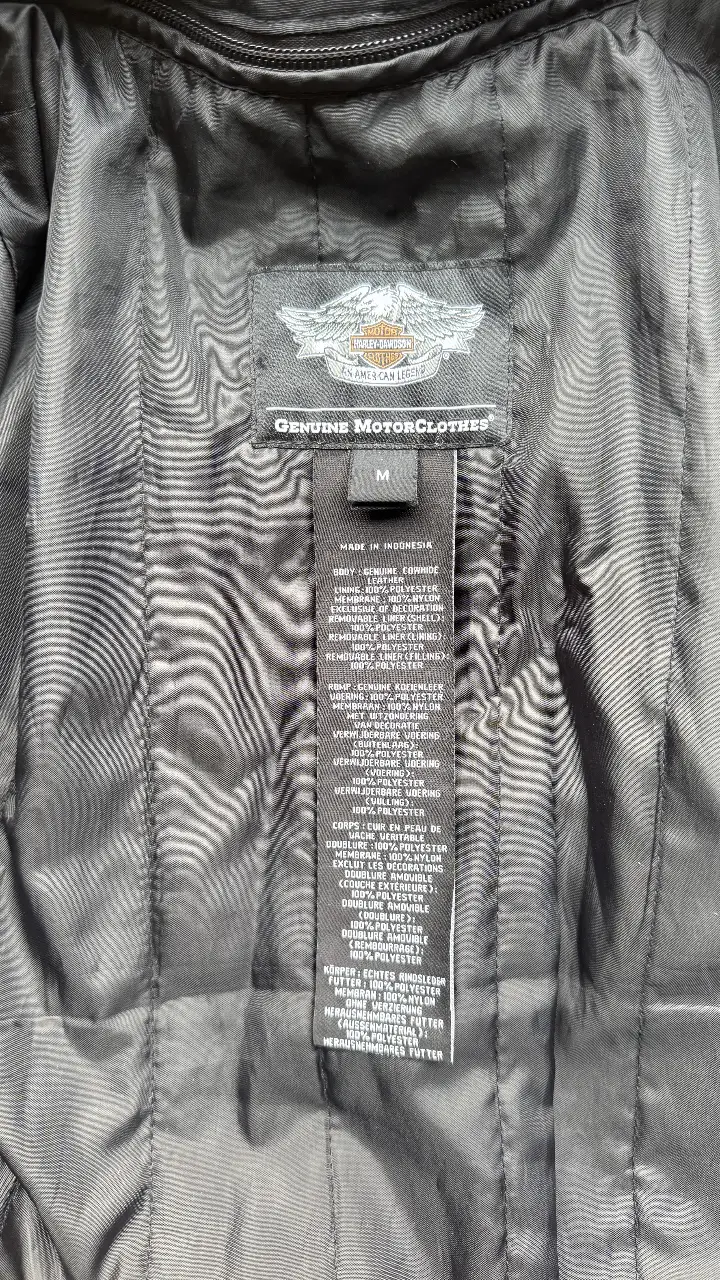 MOTOR
HARLEY-DAVIDSON
CLOTHES
AN AMERICAN LEGEND
GENUINE MOTORCLOTHES®
M
MADE IN INDONESIA
BODY : GENUINE COWHIDE
LEATHER
LINING : 100% POLYESTER
MEMBRANE : 100% NYLON
EXCLUSIVE OF DECORATION
REMOVABLE LINER (SHELL):
100% POLYESTER
REMOVABLE LINER (LINING):
100% POLYESTER
REMOVABLE LINER (FILLING):
100% POLYESTER
ROMP : GENUINE KOEIENLEER
VOERING : 100% POLYESTER
MEMBRAAN : 100% NYLON
MET UITZONDERING
VAN DECORATIE
VERWIJDERBARE VOERING
(BUITENLAAG):
100% POLYESTER
VERWIJDERBARE VOERING
(VOERING):
100% POLYESTER
VERWIJDERBARE VOERING
(VULLING):
100% POLYESTER
CORPS : CUIR EN PEAU DE
VACHE VERITABLE
DOUBLURE : 100% POLYESTER
MEMBRANE : 100% NYLON
EXCLUT LES DÉCORATIONS
DOUBLURE AMOVIBLE
(COUCHE EXTÉRIEURE):
100% POLYESTER
DOUBLURE AMOVIBLE
(DOUBLURE):
100% POLYESTER
DOUBLURE AMOVIBLE
(REMBOURRAGE):
100% POLYESTER
KÖRPER : ECHTES RINDSLEDER
FUTTER : 100% POLYESTER
MEMBRAN : 100% NYLON
OHNE VERZIERUNG
HERAUSNEHMBARES FUTTER
(AUSSENMATERIAL):
100% POLYESTER
HERAUSNEHMBARES FUTTER